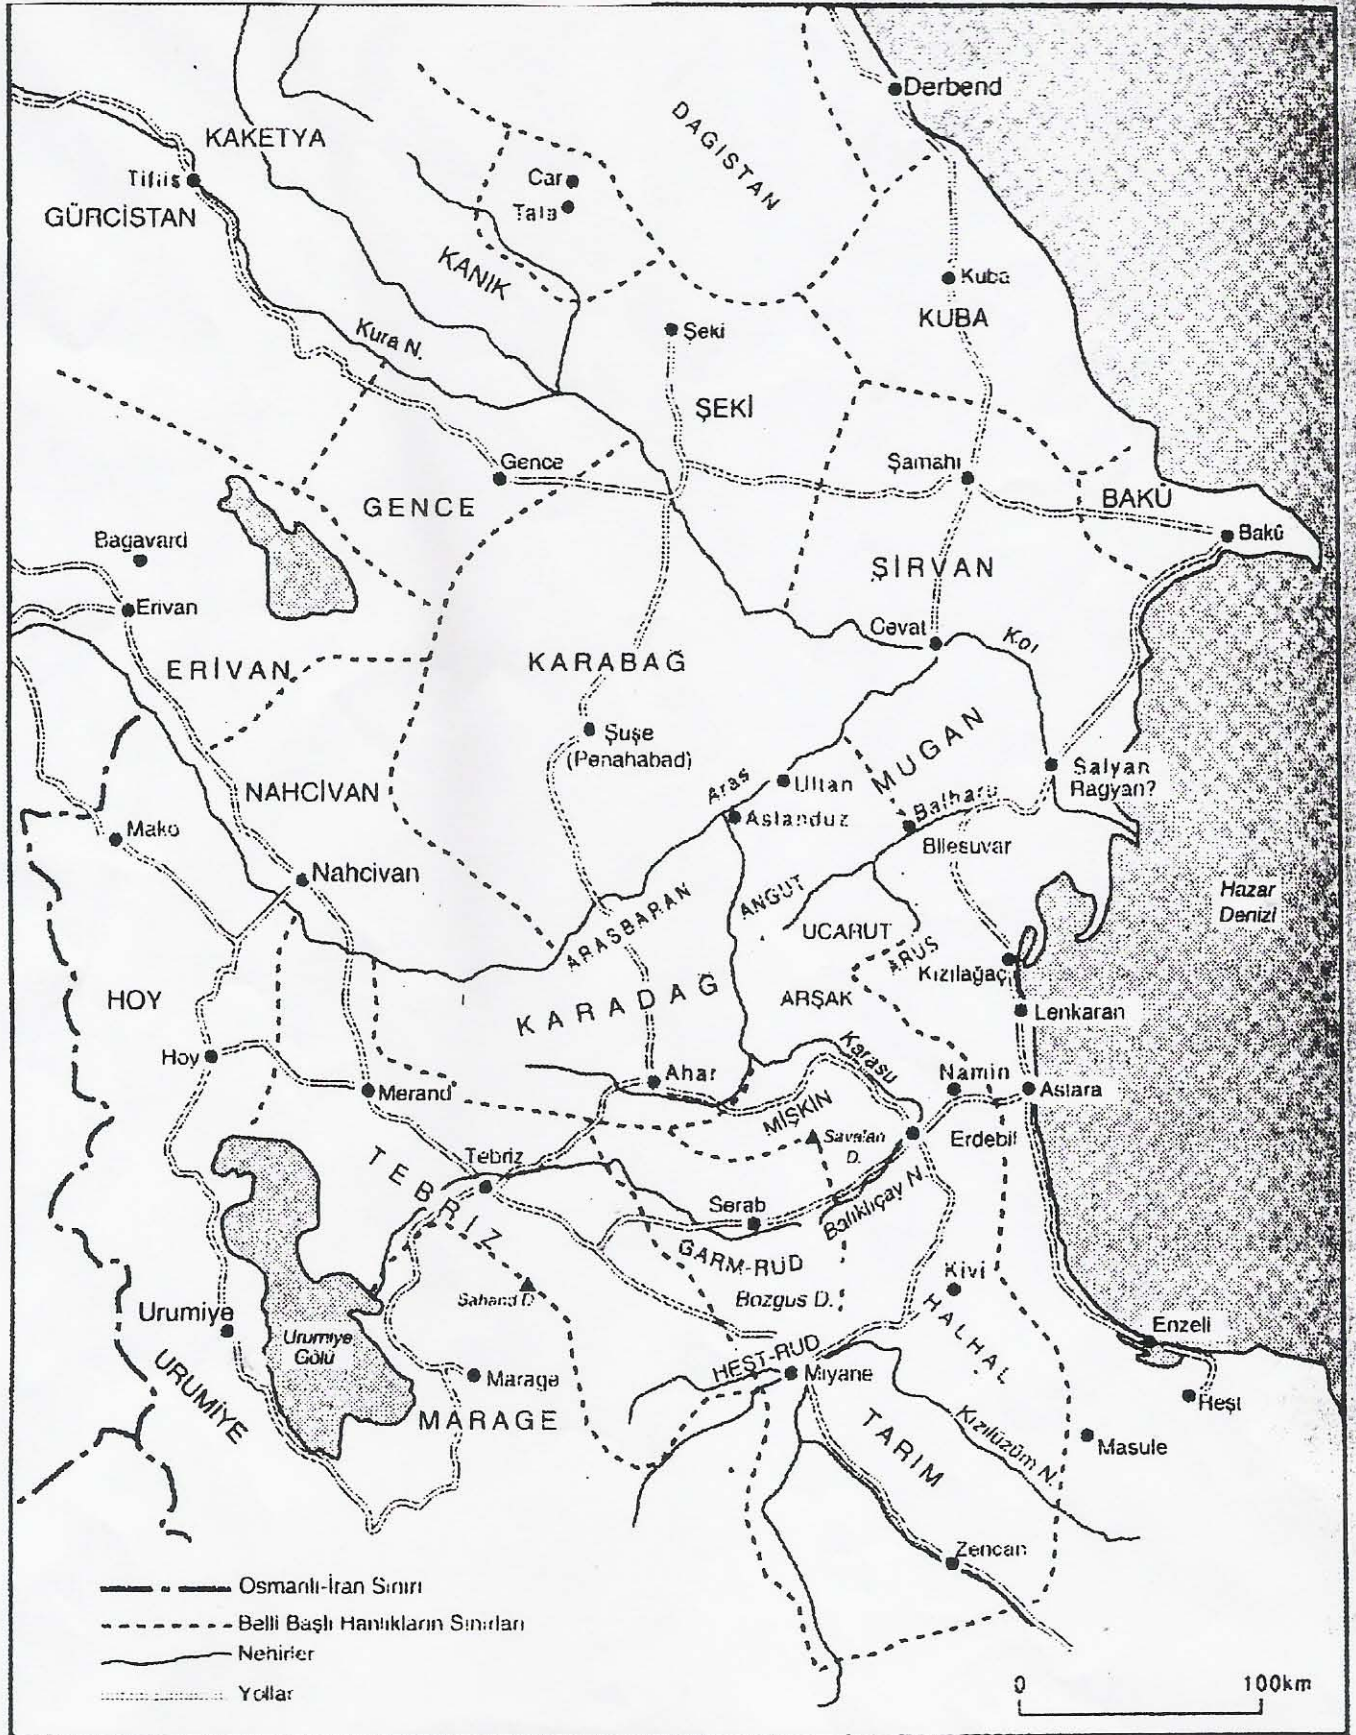 Derbend
DAGISTAN
KAKETYA
Tiflis
GÜRCİSTAN
Car
Tala
KANIK
Kuba
KUBA
Kura N.
Şeki
ŞEKİ
Gence
Şamahı
GENCE
BAKÛ
Bakû
Bagavard
ŞİRVAN
Erivan
Cevat
KARABAĞ
ERİVAN
MUGAN
Şuşe
(Penahabad)
Salyan
Ragyan?
NAHCİVAN
Aras
Ultan
Balharu
Aslanduz
Mako
Bilesuvar
Nahcivan
Hazar
Denizi
ANGUT
ARASBARAN
UCARUT
ARUS
Kızılağaç
HOY
KARADAĞ
ARŞAK
Lenkaran
Hoy
Karasu
Ahar
Namin
Astara
Merand
MİŞKİN
Savalan
D.
Erdebil
TEBRİZ
Tebriz
Serab
Balıklıçay N.
GARM-RUD
Kivi
Sahand D.
Bozgus D.
HALHAL
Urumiye
Enzeli
Urumiye
Gölü
HEŞT-RUD
Miyane
Marage
Reşt
URUMİYE
MARAGE
TARIM
Kızılüzüm N.
Masule
Zencan
Osmanlı-İran Sınırı
Belli Başlı Hanlıkların Sınırları
Nehirler
Yollar
0 100km